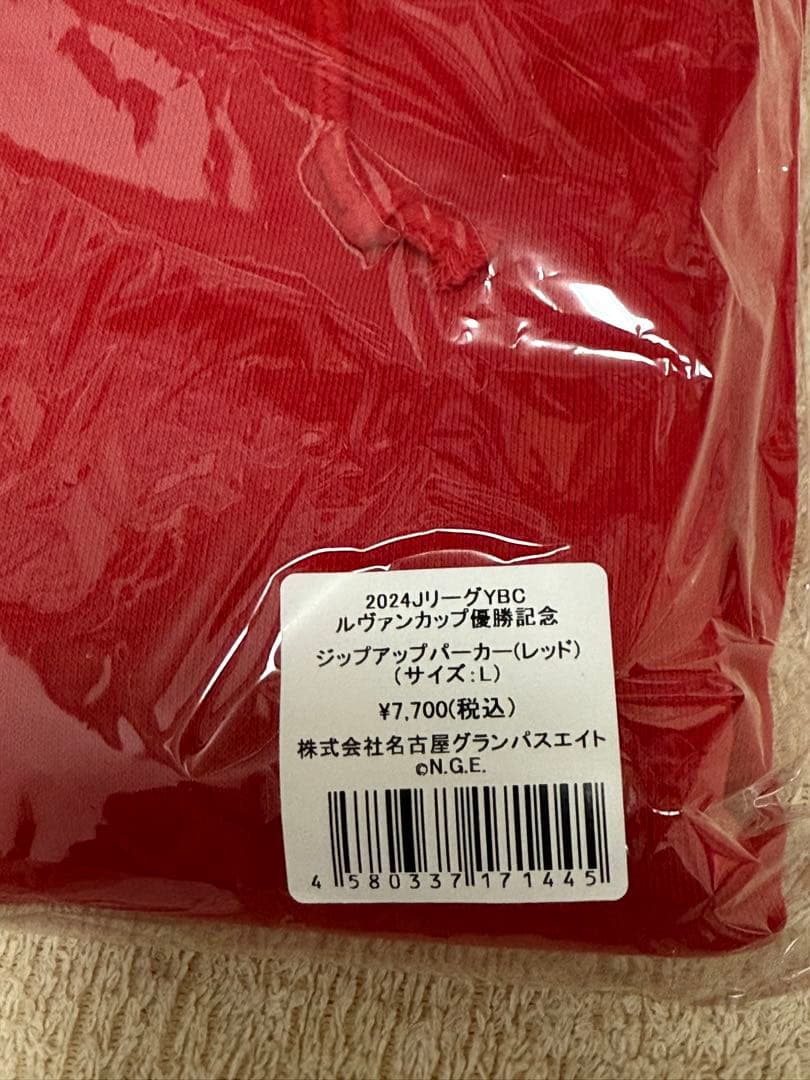 2024JリーグYBC
ルヴァンカップ優勝記念
ジップアップパーカー(レッド)
(サイズ:L)
¥7,700(税込)
株式会社名古屋グランパスエイト
©N.G.E.
4 580337 171445